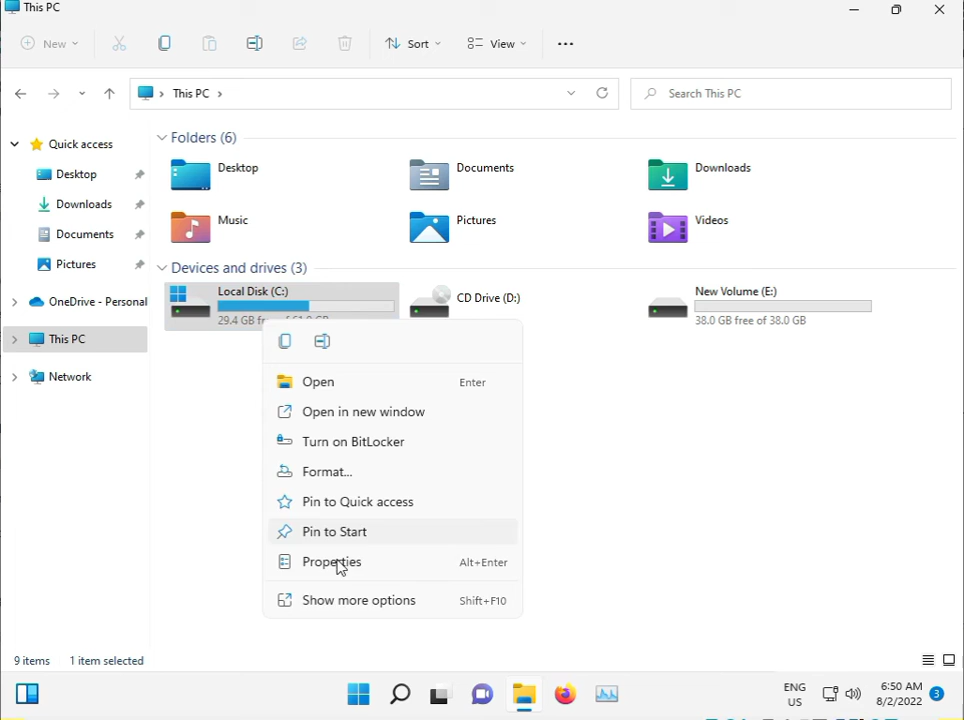 This PC
New
Sort
View
This PC
Search This PC
Quick access
Desktop
Downloads
Documents
Pictures
OneDrive - Personal
This PC
Network
Folders (6)
Desktop
Documents
Downloads
Music
Pictures
Videos
Devices and drives (3)
Local Disk (C:)
29.4 GB
CD Drive (D:)
New Volume (E:)
38.0 GB free of 38.0 GB
Open Enter
Open in new window
Turn on BitLocker
Format...
Pin to Quick access
Pin to Start
Properties Alt+Enter
Show more options Shift+F10
9 items 1 item selected
ENG
US
6:50 AM
8/2/2022
3